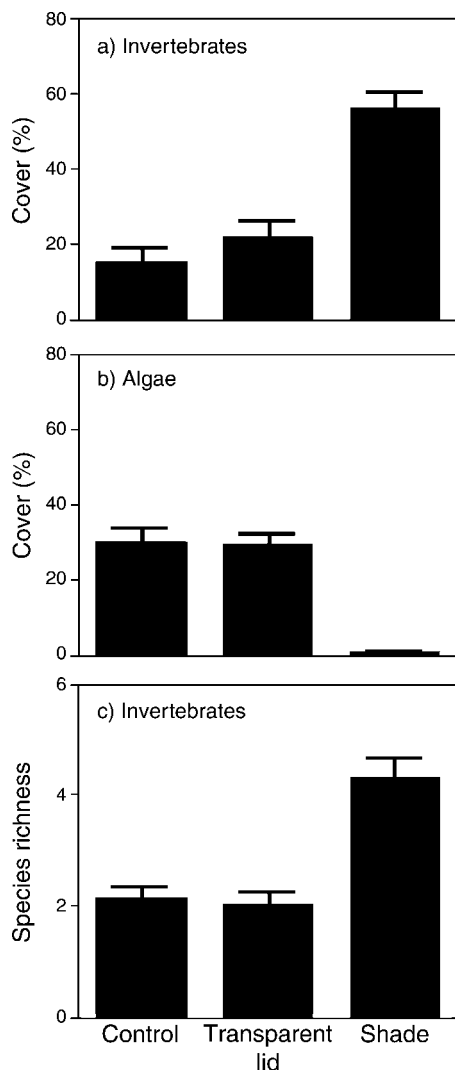 80
a) Invertebrates
60
Cover (%)
40
20
0
80
b) Algae
60
Cover (%)
40
20
0
6
c) Invertebrates
Species richness
4
2
0
Control Transparent lid Shade